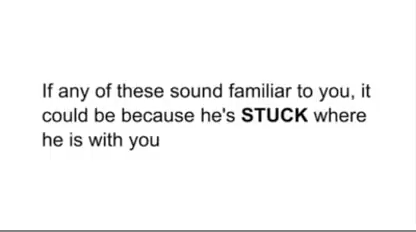 If any of these sound familiar to you, it
could be because he's STUCK where
he is with you